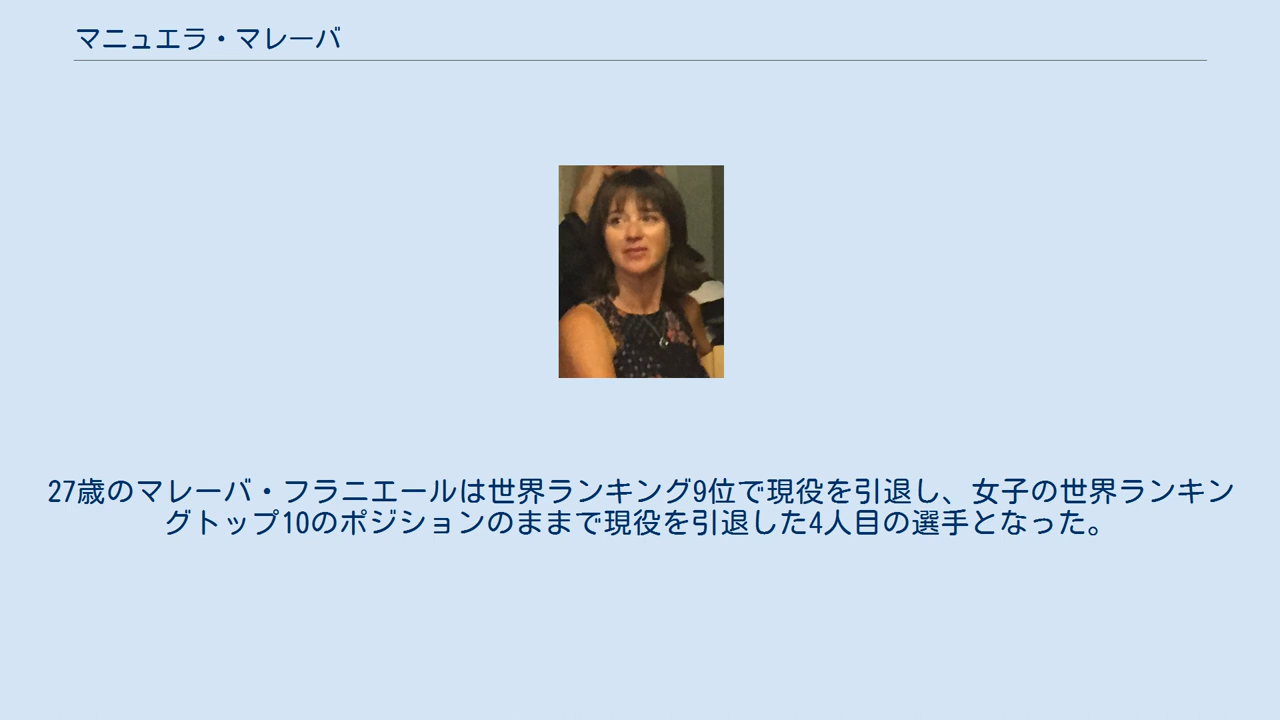 マニュエラ・マレーバ
27歳のマレーバ・フラニエールは世界ランキング9位で現役を引退し、女子の世界ランキン
グトップ10のポジションのままで現役を引退した4人目の選手となった。